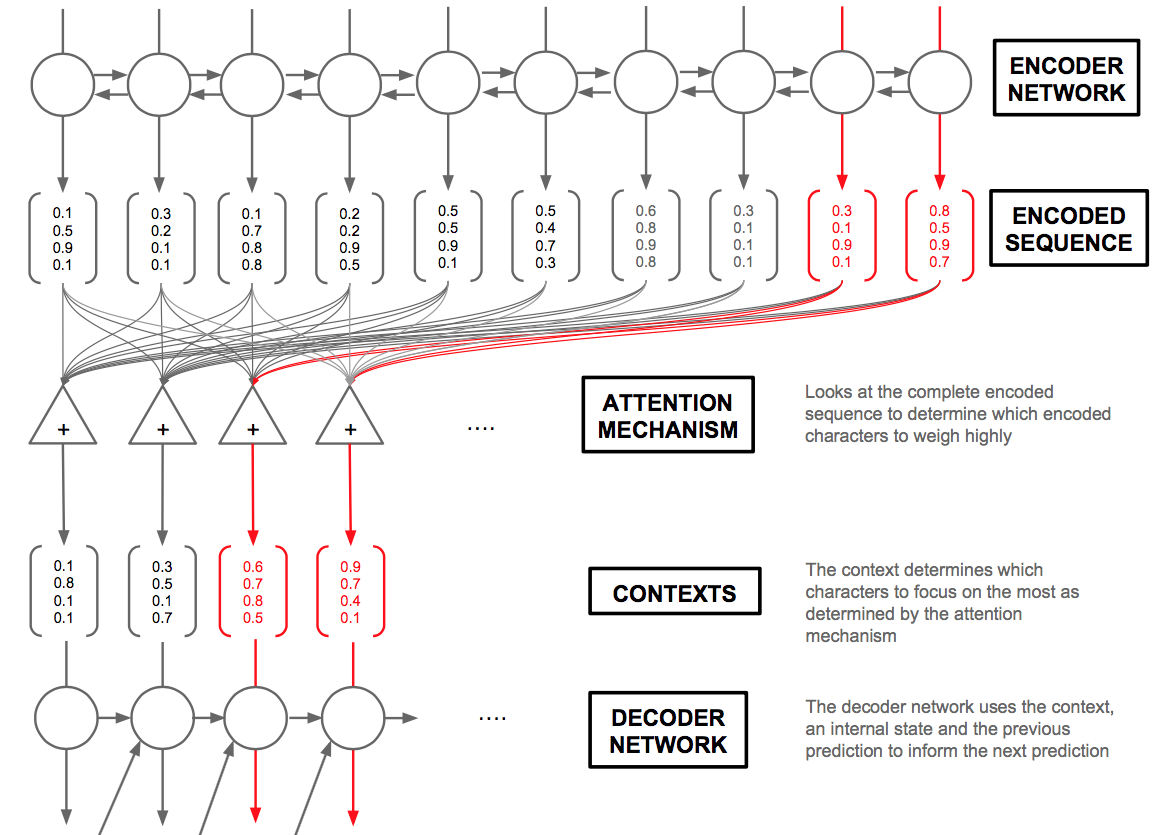 ENCODER
NETWORK
0.1 0.3 0.1 0.2 0.5 0.5 0.6 0.3 0.3 0.8
0.5 0.2 0.7 0.2 0.5 0.4 0.8 0.1 0.1 0.5
0.9 0.1 0.8 0.9 0.9 0.7 0.9 0.1 0.9 0.9
0.1 0.1 0.8 0.5 0.1 0.3 0.8 0.1 0.1 0.7
ENCODED
SEQUENCE
+ + + + ....
ATTENTION
MECHANISM
Looks at the complete encoded
sequence to determine which encoded
characters to weigh highly
0.1 0.3 0.6 0.9
0.8 0.5 0.7 0.7
0.1 0.1 0.8 0.4
0.1 0.7 0.5 0.1
CONTEXTS
The context determines which
characters to focus on the most as
determined by the attention
mechanism
....
DECODER
NETWORK
The decoder network uses the context,
an internal state and the previous
prediction to inform the next prediction